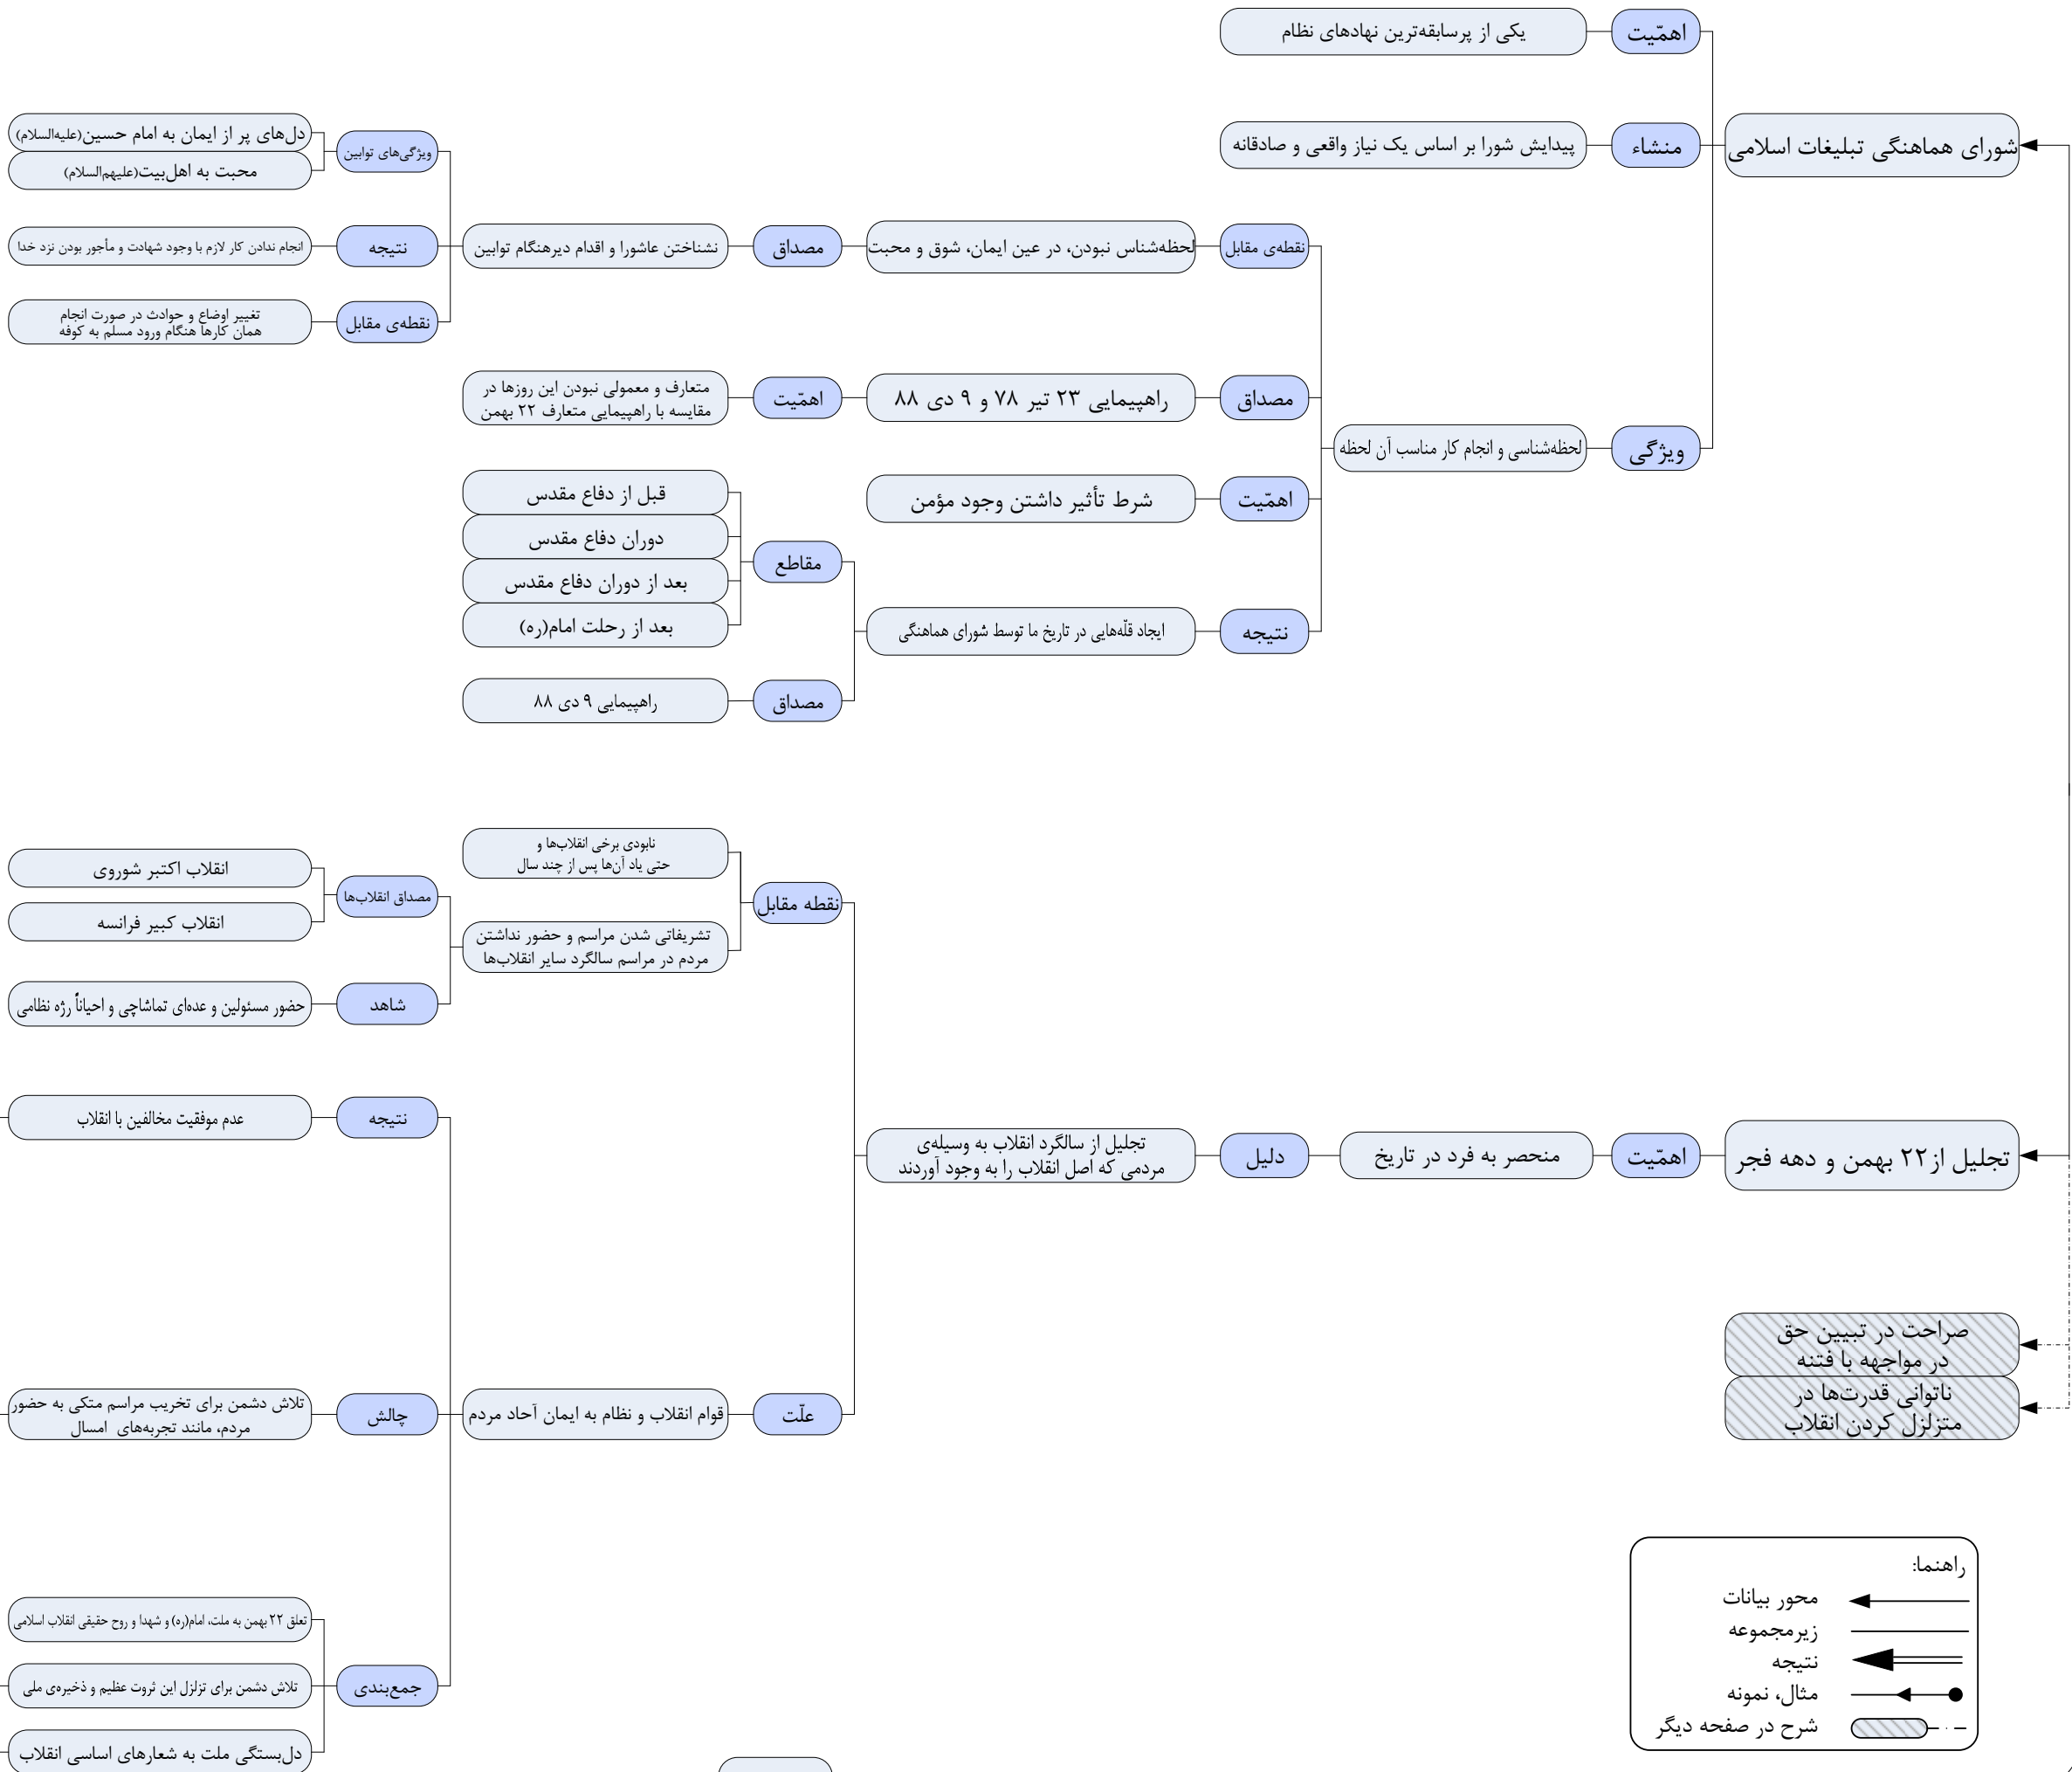 شورای هماهنگی تبلیغات اسلامی
اهمّیت
یکی از پرسابقه‌ترین نهادهای نظام
منشاء
پیدایش شورا بر اساس یک نیاز واقعی و صادقانه
ویژگی
لحظه‌شناسی و انجام کار مناسب آن لحظه
نقطه‌ی مقابل
لحظه‌شناس نبودن، در عین ایمان، شوق و محبت
مصداق
نشناختن عاشورا و اقدام دیرهنگام توابین
ویژگی‌های توابین
دل‌های پر از ایمان به امام حسین(علیه‌السلام)
محبت به اهل‌بیت(علیهم‌السلام)
نتیجه
انجام ندادن کار لازم با وجود شهادت و مأجور بودن نزد خدا
نقطه‌ی مقابل
تغییر اوضاع و حوادث در صورت انجام
همان کارها هنگام ورود مسلم به کوفه
مصداق
راهپیمایی ۲۳ تیر ۷۸ و ۹ دی ۸۸
اهمّیت
متعارف و معمولی نبودن این روزها در
مقایسه با راهپیمایی متعارف ۲۲ بهمن
اهمّیت
شرط تأثیر داشتن وجود مؤمن
نتیجه
ایجاد قلّه‌هایی در تاریخ ما توسط شورای هماهنگی
مقاطع
قبل از دفاع مقدس
دوران دفاع مقدس
بعد از دوران دفاع مقدس
بعد از رحلت امام(ره)
مصداق
راهپیمایی ۹ دی ۸۸
تجلیل از۲۲ بهمن و دهه فجر
اهمّیت
منحصر به فرد در تاریخ
دلیل
تجلیل از سالگرد انقلاب به وسیله‌ی
مردمی که اصل انقلاب را به وجود آوردند
نقطه مقابل
نابودی برخی انقلاب‌ها و
حتی یاد آن‌ها پس از چند سال
تشریفاتی شدن مراسم و حضور نداشتن
مردم در مراسم سالگرد سایر انقلاب‌ها
مصداق انقلاب‌ها
انقلاب اکتبر شوروی
انقلاب کبیر فرانسه
شاهد
حضور مسئولین و عده‌ای تماشاچی و احیاناً رژه نظامی
علّت
قوام انقلاب و نظام به ایمان آحاد مردم
نتیجه
عدم موفقیت مخالفین با انقلاب
چالش
تلاش دشمن برای تخریب مراسم متکی به حضور
مردم، مانند تجربه‌های امسال
جمع‌بندی
تعلق ۲۲ بهمن به ملت، امام(ره) و شهدا و روح حقیقی انقلاب اسلامی
تلاش دشمن برای تزلزل این ثروت عظیم و ذخیره‌ی ملی
دل‌بستگی ملت به شعارهای اساسی انقلاب
صراحت در تبیین حق
در مواجهه با فتنه
ناتوانی قدرت‌ها در
متزلزل کردن انقلاب
راهنما:
محور بیانات
زیرمجموعه
نتیجه
مثال، نمونه
شرح در صفحه دیگر